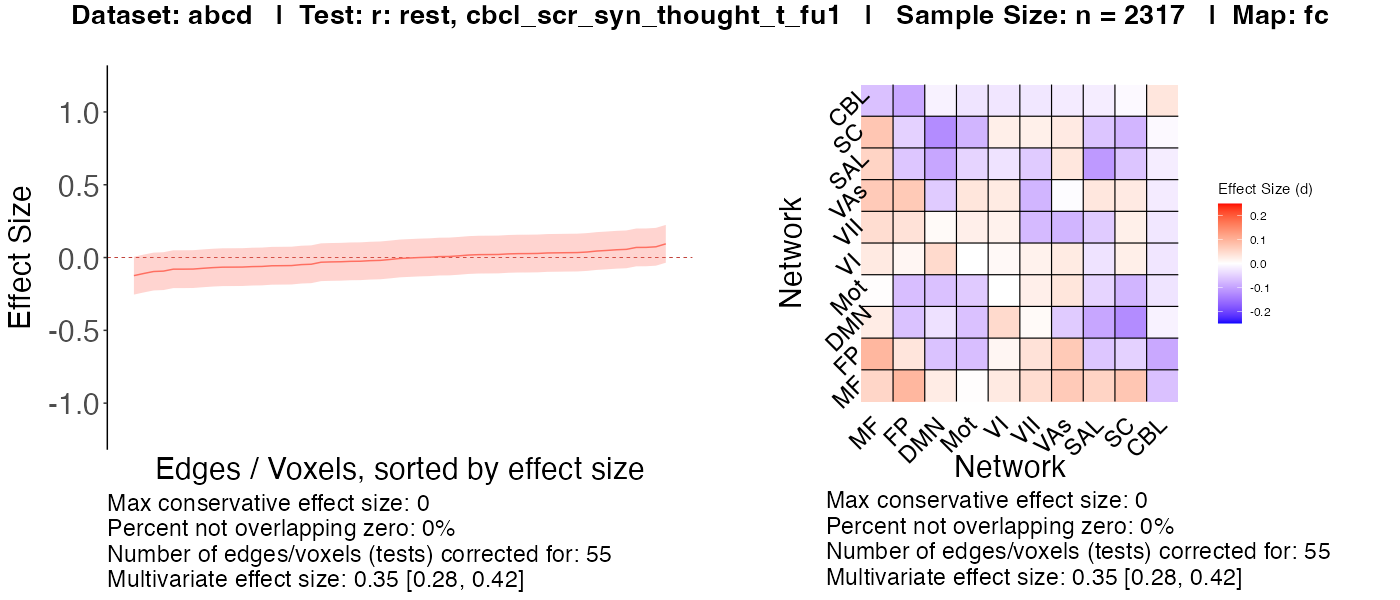 Dataset: abcd | Test: r: rest, cbcl_scr_syn_thought_t_fu1 | Sample Size: n = 2317 | Map: fc
Effect Size
1.0
0.5
0.0
-0.5
-1.0
Edges / Voxels, sorted by effect size
Max conservative effect size: 0
Percent not overlapping zero: 0%
Number of edges/voxels (tests) corrected for: 55
Multivariate effect size: 0.35 [0.28, 0.42]
Network
CBL
SC
SAL
VAs
VII
VI
Mot
DMN
FP
MF
MF
FP
DMN
Mot
VI
VII
VAs
SAL
SC
CBL
Network
Effect Size (d)
0.2
0.1
0.0
-0.1
-0.2
Max conservative effect size: 0
Percent not overlapping zero: 0%
Number of edges/voxels (tests) corrected for: 55
Multivariate effect size: 0.35 [0.28, 0.42]